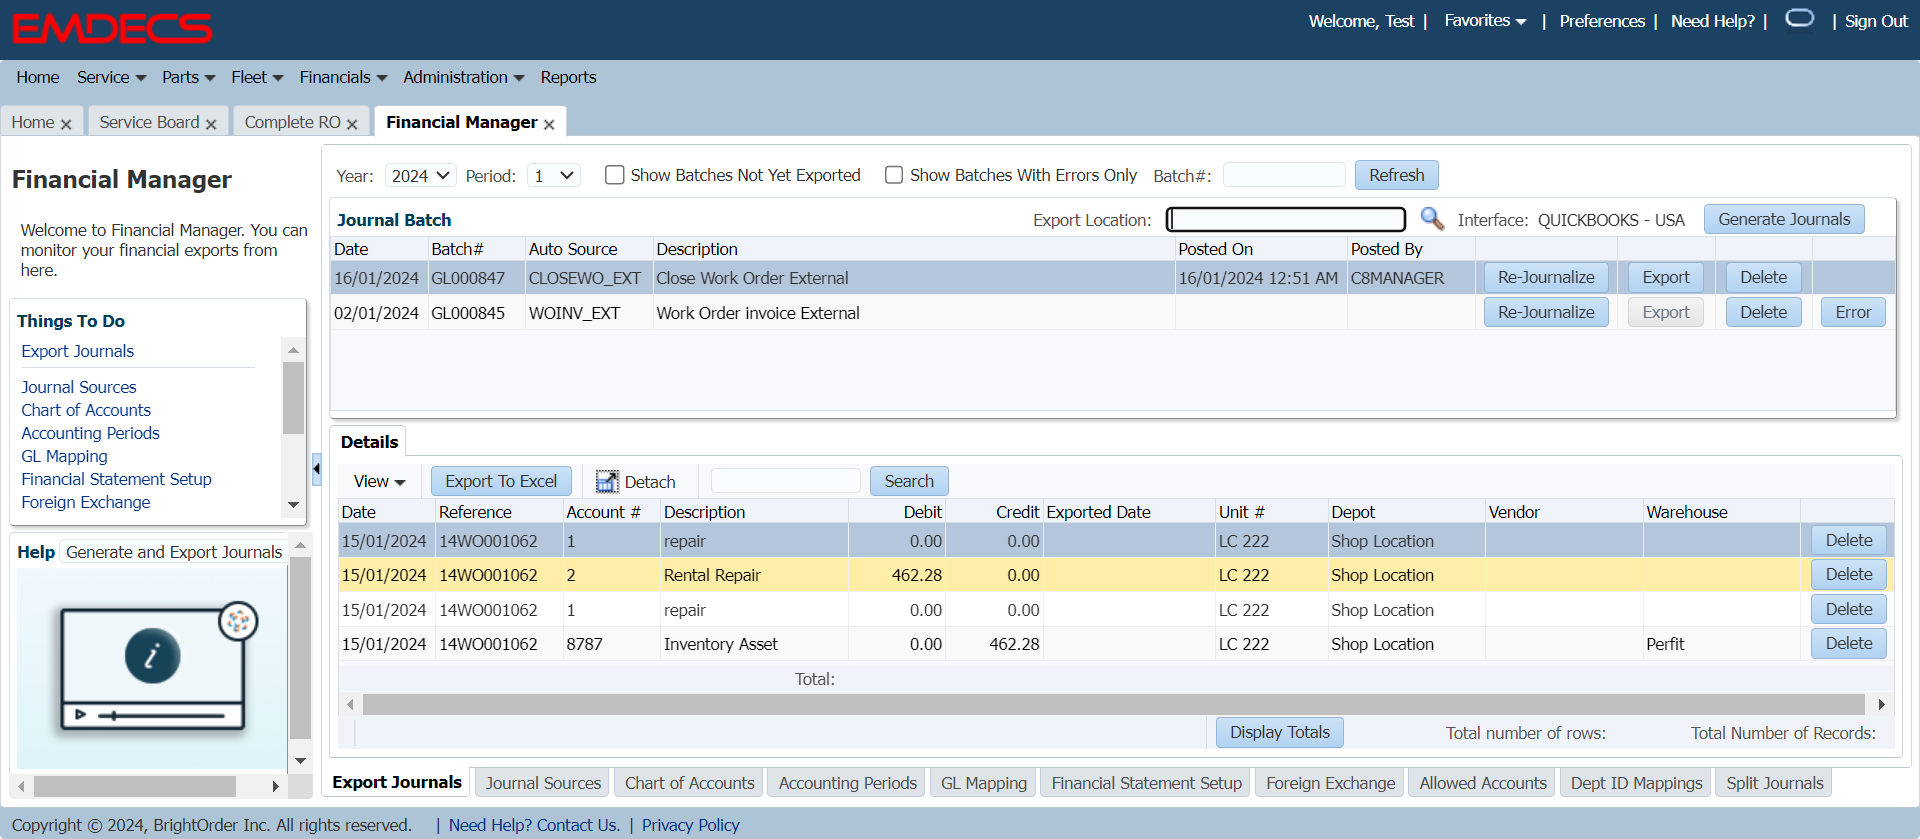 EMDECS
Welcome, Test | Favorites | Preferences | Need Help? | | Sign Out
Home Service Parts Fleet Financials Administration Reports
Home Service Board Complete RO Financial Manager
Financial Manager
Welcome to Financial Manager. You can
monitor your financial exports from
here.
Things To Do
Export Journals
Journal Sources
Chart of Accounts
Accounting Periods
GL Mapping
Financial Statement Setup
Foreign Exchange
Help Generate and Export Journals
i
Year: 2024 Period: 1 Show Batches Not Yet Exported Show Batches With Errors Only Batch#: Refresh
Journal Batch Export Location: Interface: QUICKBOOKS - USA Generate Journals
Date Batch# Auto Source Description Posted On Posted By
16/01/2024 GL000847 CLOSEWO_EXT Close Work Order External 16/01/2024 12:51 AM C8MANAGER Re-Journalize Export Delete
02/01/2024 GL000845 WOINV_EXT Work Order invoice External Re-Journalize Export Delete Error
Details
View Export To Excel Detach Search
Date Reference Account # Description Debit Credit Exported Date Unit # Depot Vendor Warehouse
15/01/2024 14WO001062 1 repair 0.00 0.00 LC 222 Shop Location Delete
15/01/2024 14WO001062 2 Rental Repair 462.28 0.00 LC 222 Shop Location Delete
15/01/2024 14WO001062 1 repair 0.00 0.00 LC 222 Shop Location Delete
15/01/2024 14WO001062 8787 Inventory Asset 0.00 462.28 LC 222 Shop Location Perfit Delete
Total:
Display Totals Total number of rows: Total Number of Records:
Export Journals Journal Sources Chart of Accounts Accounting Periods GL Mapping Financial Statement Setup Foreign Exchange Allowed Accounts Dept ID Mappings Split Journals
Copyright © 2024, BrightOrder Inc. All rights reserved. | Need Help? Contact Us. | Privacy Policy